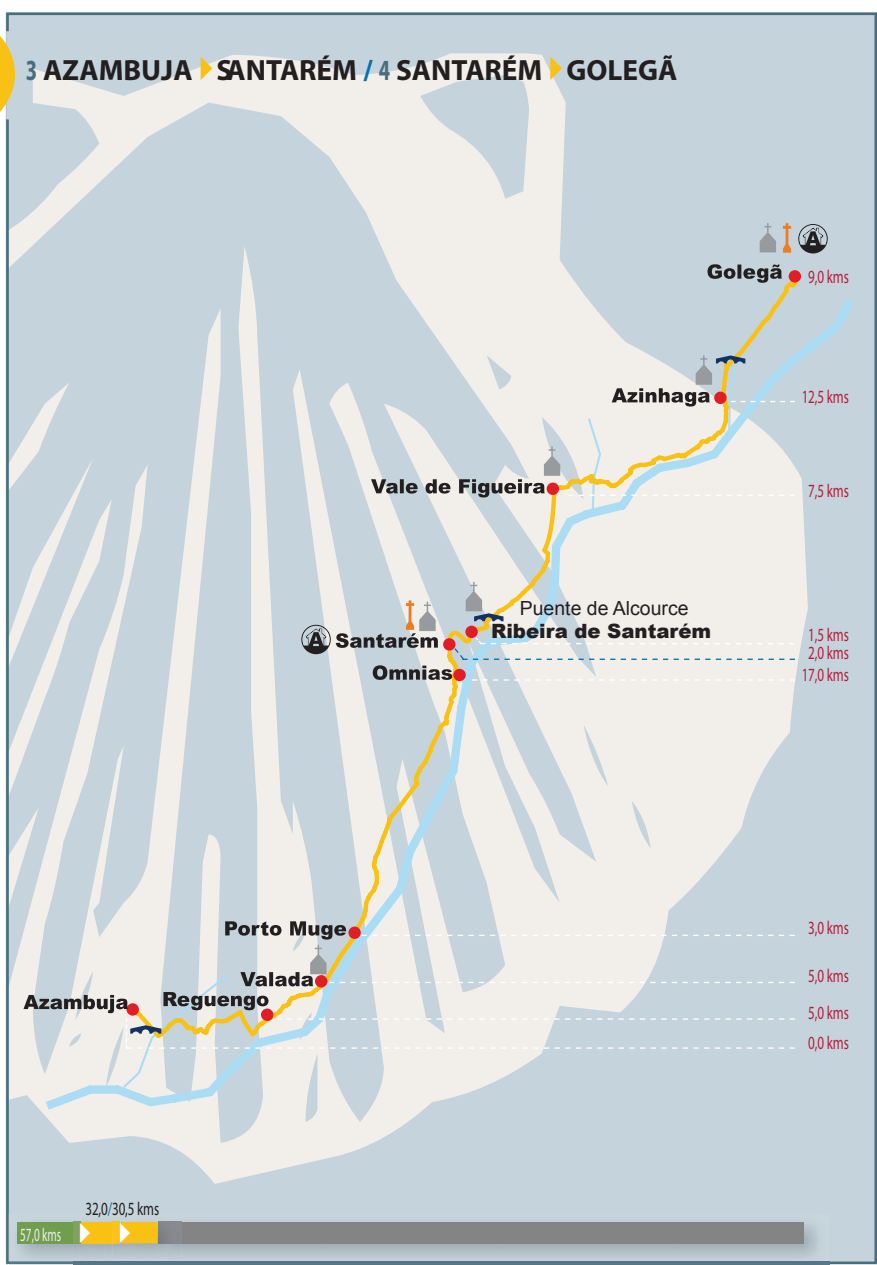 3 AZAMBUJA SANTARÉM / 4 SANTARÉM GOLEGÃ
A
Golegã
9,0 kms
Azinhaga
12,5 kms
Vale de Figueira
7,5 kms
Puente de Alcource
Ribeira de Santarém
1,5 kms
A
Santarém
2,0 kms
Omnias
17,0 kms
Porto Muge
3,0 kms
Valada
5,0 kms
Reguengo
Azambuja
5,0 kms
0,0 kms
32,0/30,5 kms
57,0 kms